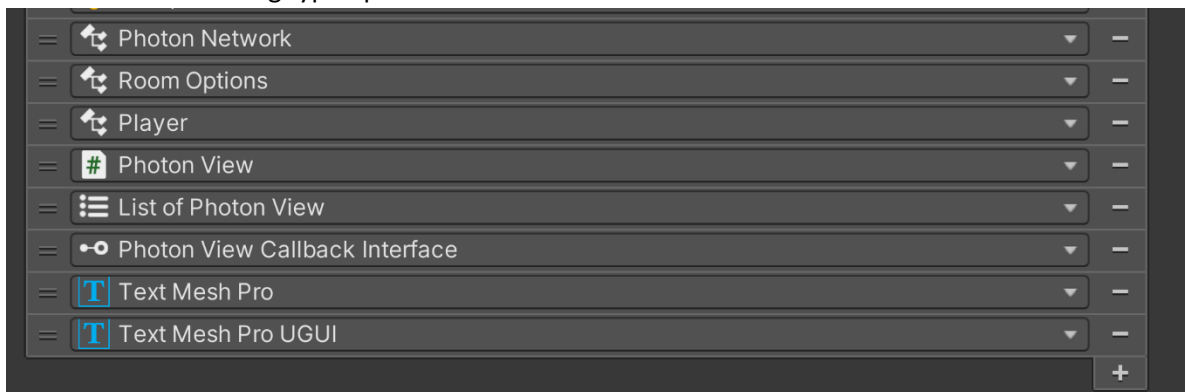 Photon Network
Room Options
Player
# Photon View
List of Photon View
Photon View Callback Interface
T Text Mesh Pro
T Text Mesh Pro UGUI